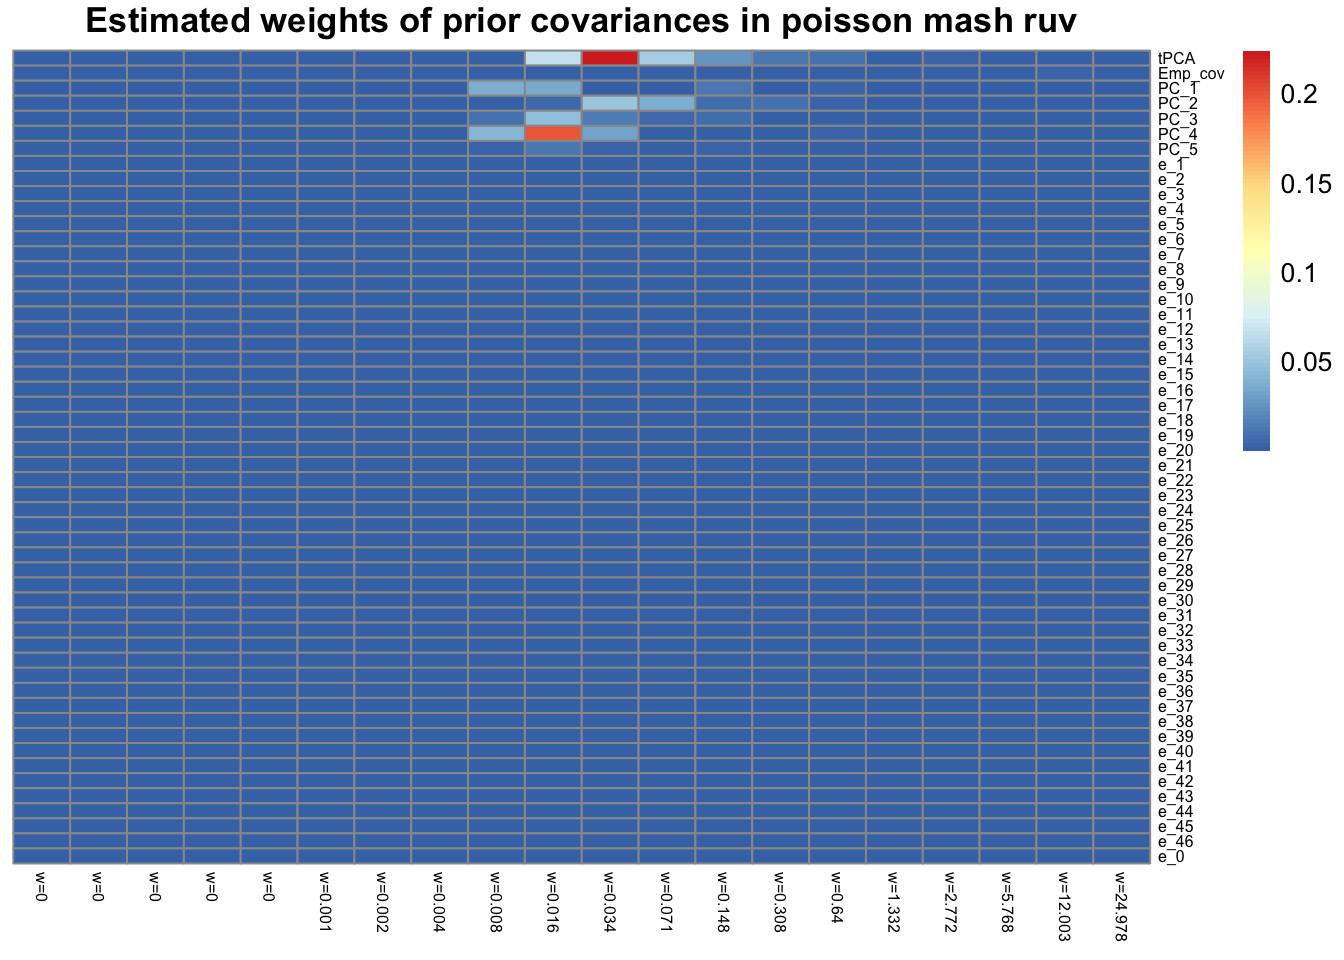 Estimated weights of prior covariances in poisson mash ruv
tPCA
Emp_cov
PC_1
PC_2
PC_3
PC_4
PC_5
e_1
e_2
e_3
e_4
e_5
e_6
e_7
e_8
e_9
e_10
e_11
e_12
e_13
e_14
e_15
e_16
e_17
e_18
e_19
e_20
e_21
e_22
e_23
e_24
e_25
e_26
e_27
e_28
e_29
e_30
e_31
e_32
e_33
e_34
e_35
e_36
e_37
e_38
e_39
e_40
e_41
e_42
e_43
e_44
e_45
e_46
e_0
0.2
0.15
0.1
0.05
w=0
w=0
w=0
w=0
w=0
w=0.001
w=0.002
w=0.004
w=0.008
w=0.016
w=0.034
w=0.071
w=0.148
w=0.308
w=0.64
w=1.332
w=2.772
w=5.768
w=12.003
w=24.978